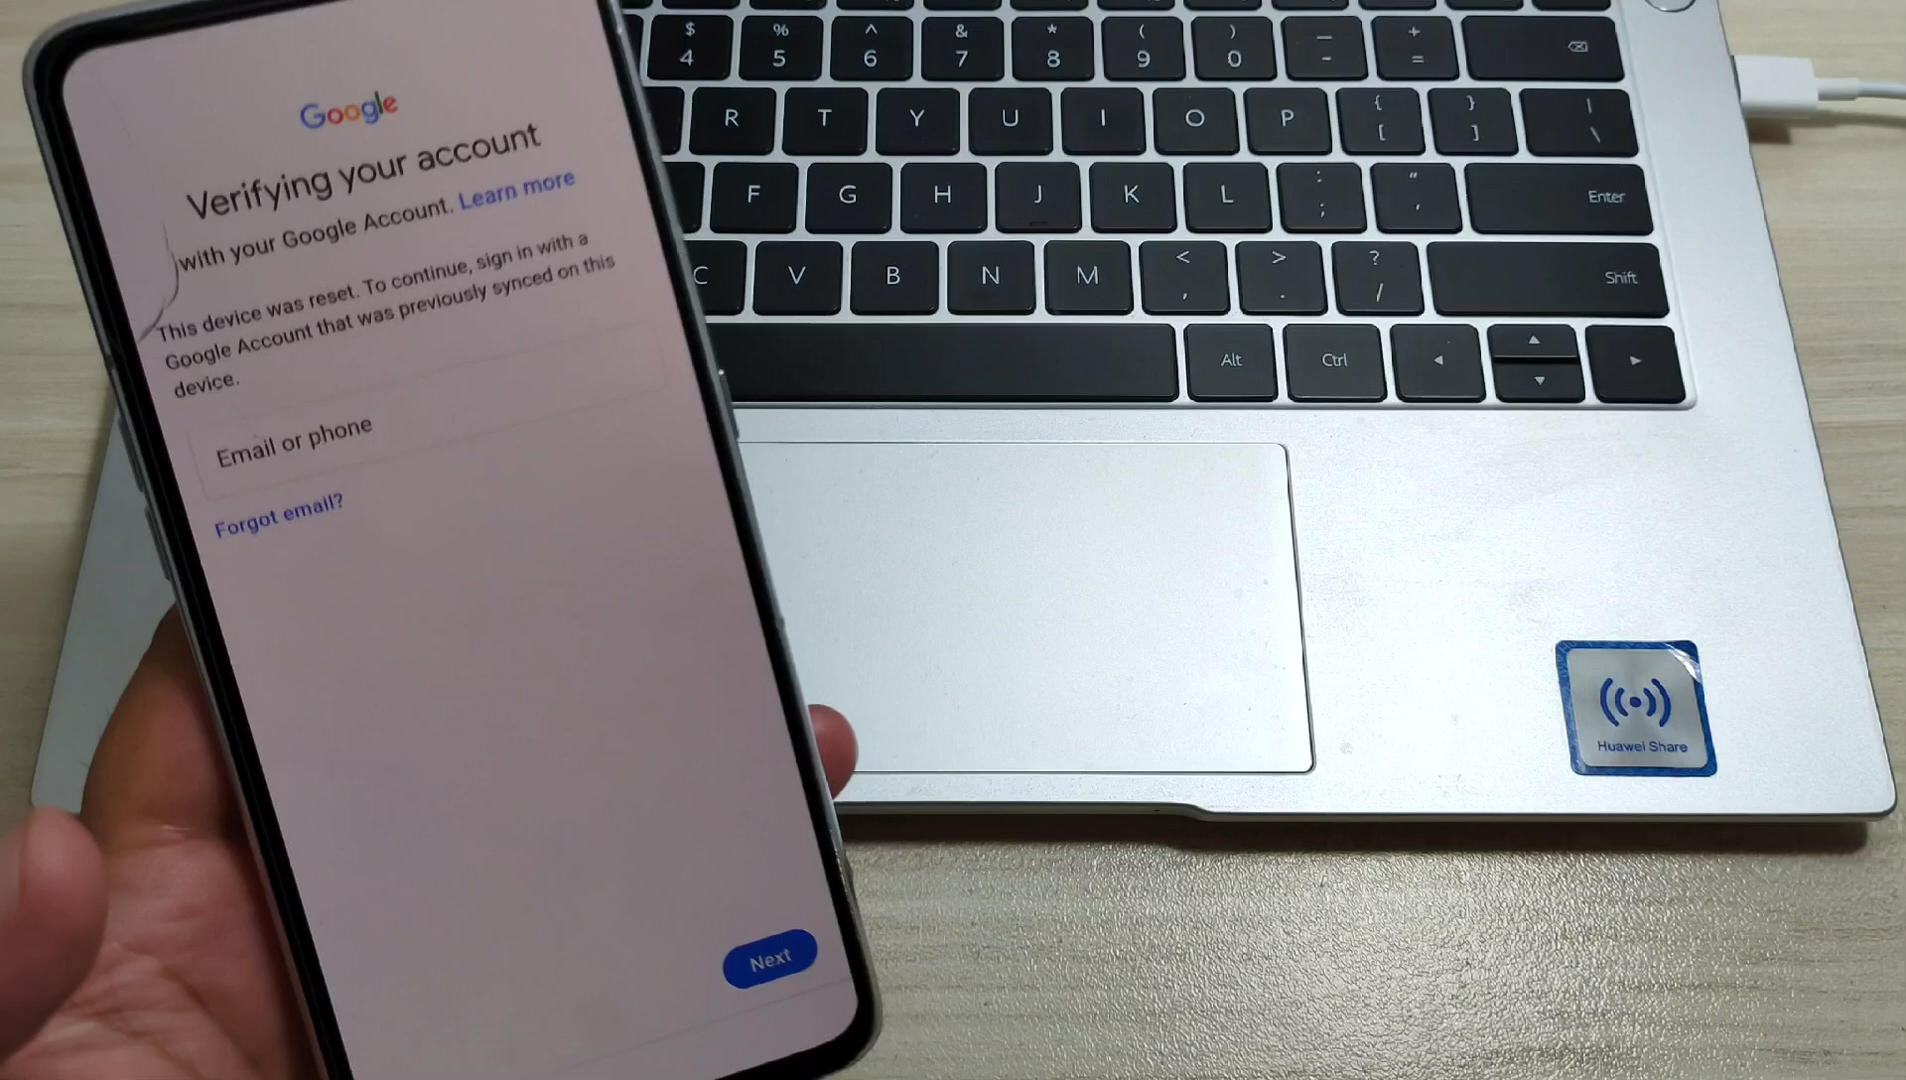 Google
Verifying your account
with your Google Account. Learn more
This device was reset. To continue, sign in with a
Google Account that was previously synced on this
device.
Email or phone
Forgot email?
Next
$ % ^ & * ( ) _ +
4 5 6 7 8 9 0 - =
{ } |
R T Y U I O P [ ] \
: "
F G H J K L ; ' Enter
< > ?
C V B N M , . / Shift
Alt Ctrl
Huawei Share